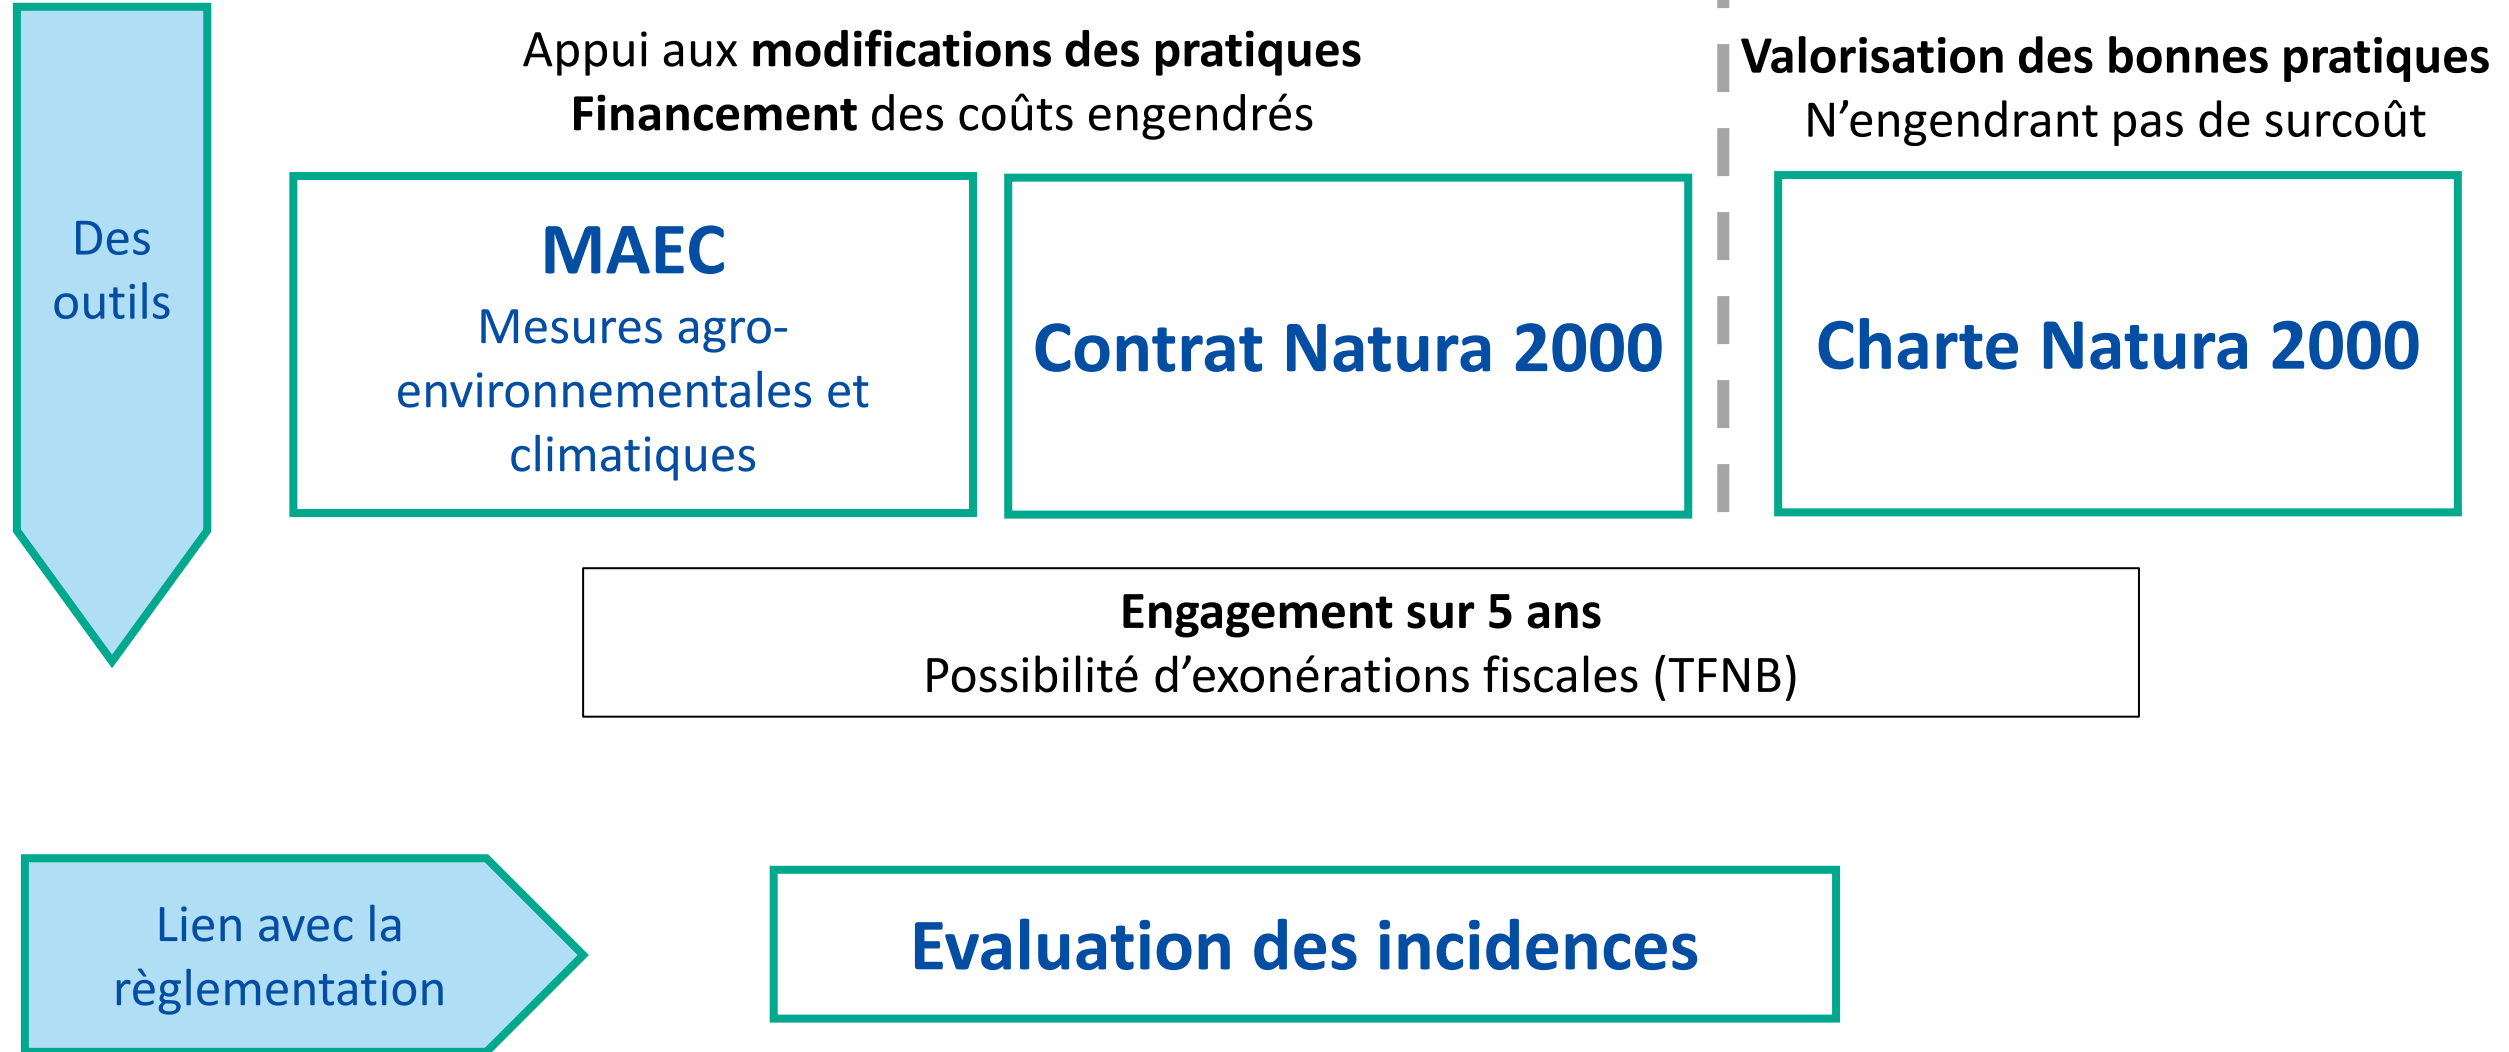 Des
outils
Appui aux modifications des pratiques
Financement des coûts engendrés
Valorisation de bonnes pratiques
N’engendrant pas de surcoût
MAEC
Mesures agro-
environnementales et
climatiques
Contrat Natura 2000
Charte Natura 2000
Engagement sur 5 ans
Possibilité d’exonérations fiscales (TFNB)
Lien avec la
règlementation
Evaluation des incidences